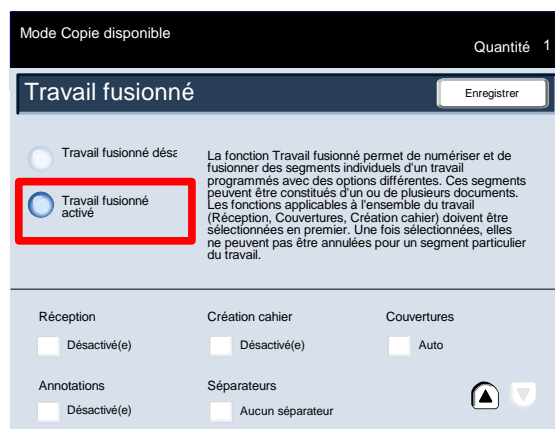 Mode Copie disponible
Quantité 1
Travail fusionné
Enregistrer
Travail fusionné désa
Travail fusionné
activé
La fonction Travail fusionné permet de numériser et de
fusionner des segments individuels d'un travail
programmés avec des options différentes. Ces segments
peuvent être constitués d'un ou de plusieurs documents.
Les fonctions applicables à l'ensemble du travail
(Réception, Couvertures, Création cahier) doivent être
sélectionnées en premier. Une fois sélectionnées, elles
ne peuvent pas être annulées pour un segment particulier
du travail.
Réception
Création cahier
Couvertures
Désactivé(e)
Désactivé(e)
Auto
Annotations
Séparateurs
Désactivé(e)
Aucun séparateur